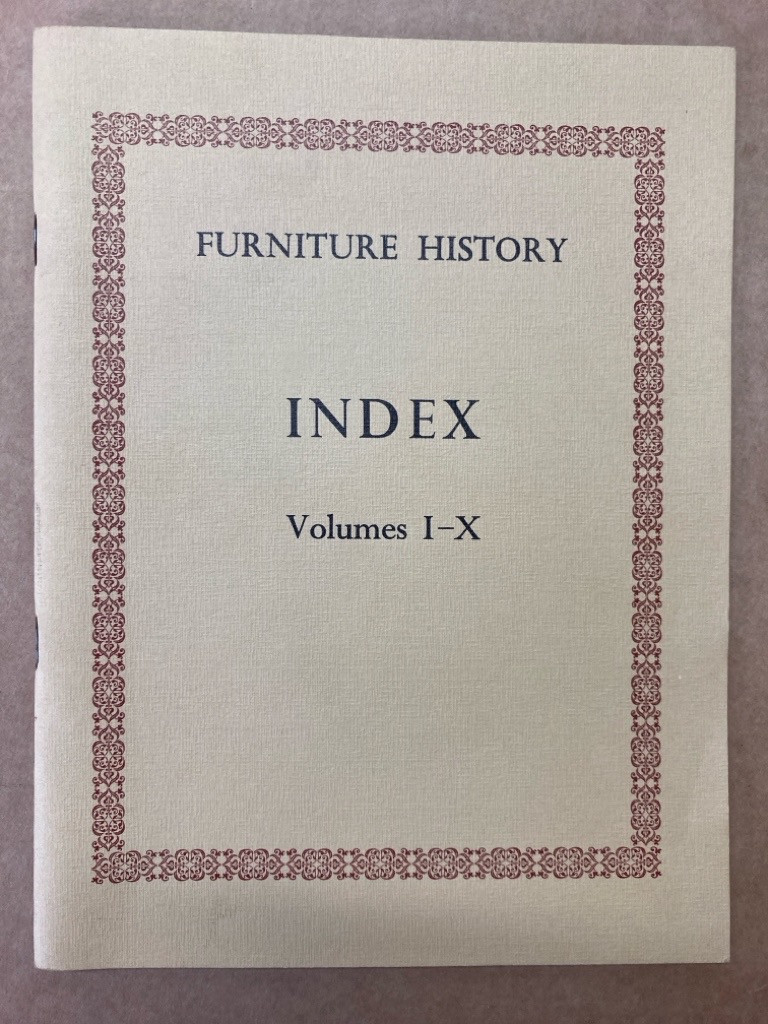 FURNITURE HISTORY
INDEX
Volumes I–X